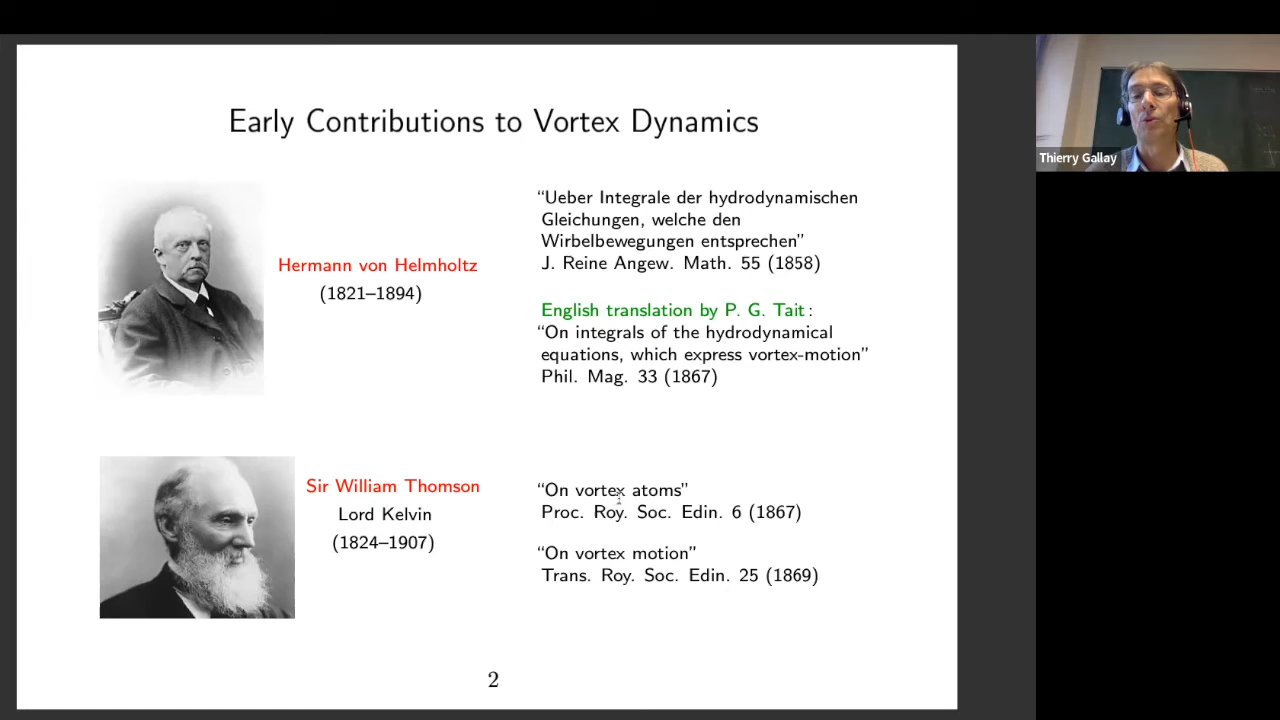 Early Contributions to Vortex Dynamics
Hermann von Helmholtz
(1821–1894)
“Ueber Integrale der hydrodynamischen
Gleichungen, welche den
Wirbelbewegungen entsprechen”
J. Reine Angew. Math. 55 (1858)
English translation by P. G. Tait :
“On integrals of the hydrodynamical
equations, which express vortex-motion”
Phil. Mag. 33 (1867)
Sir William Thomson
Lord Kelvin
(1824–1907)
“On vortex atoms”
Proc. Roy. Soc. Edin. 6 (1867)
“On vortex motion”
Trans. Roy. Soc. Edin. 25 (1869)
2
Thierry Gallay